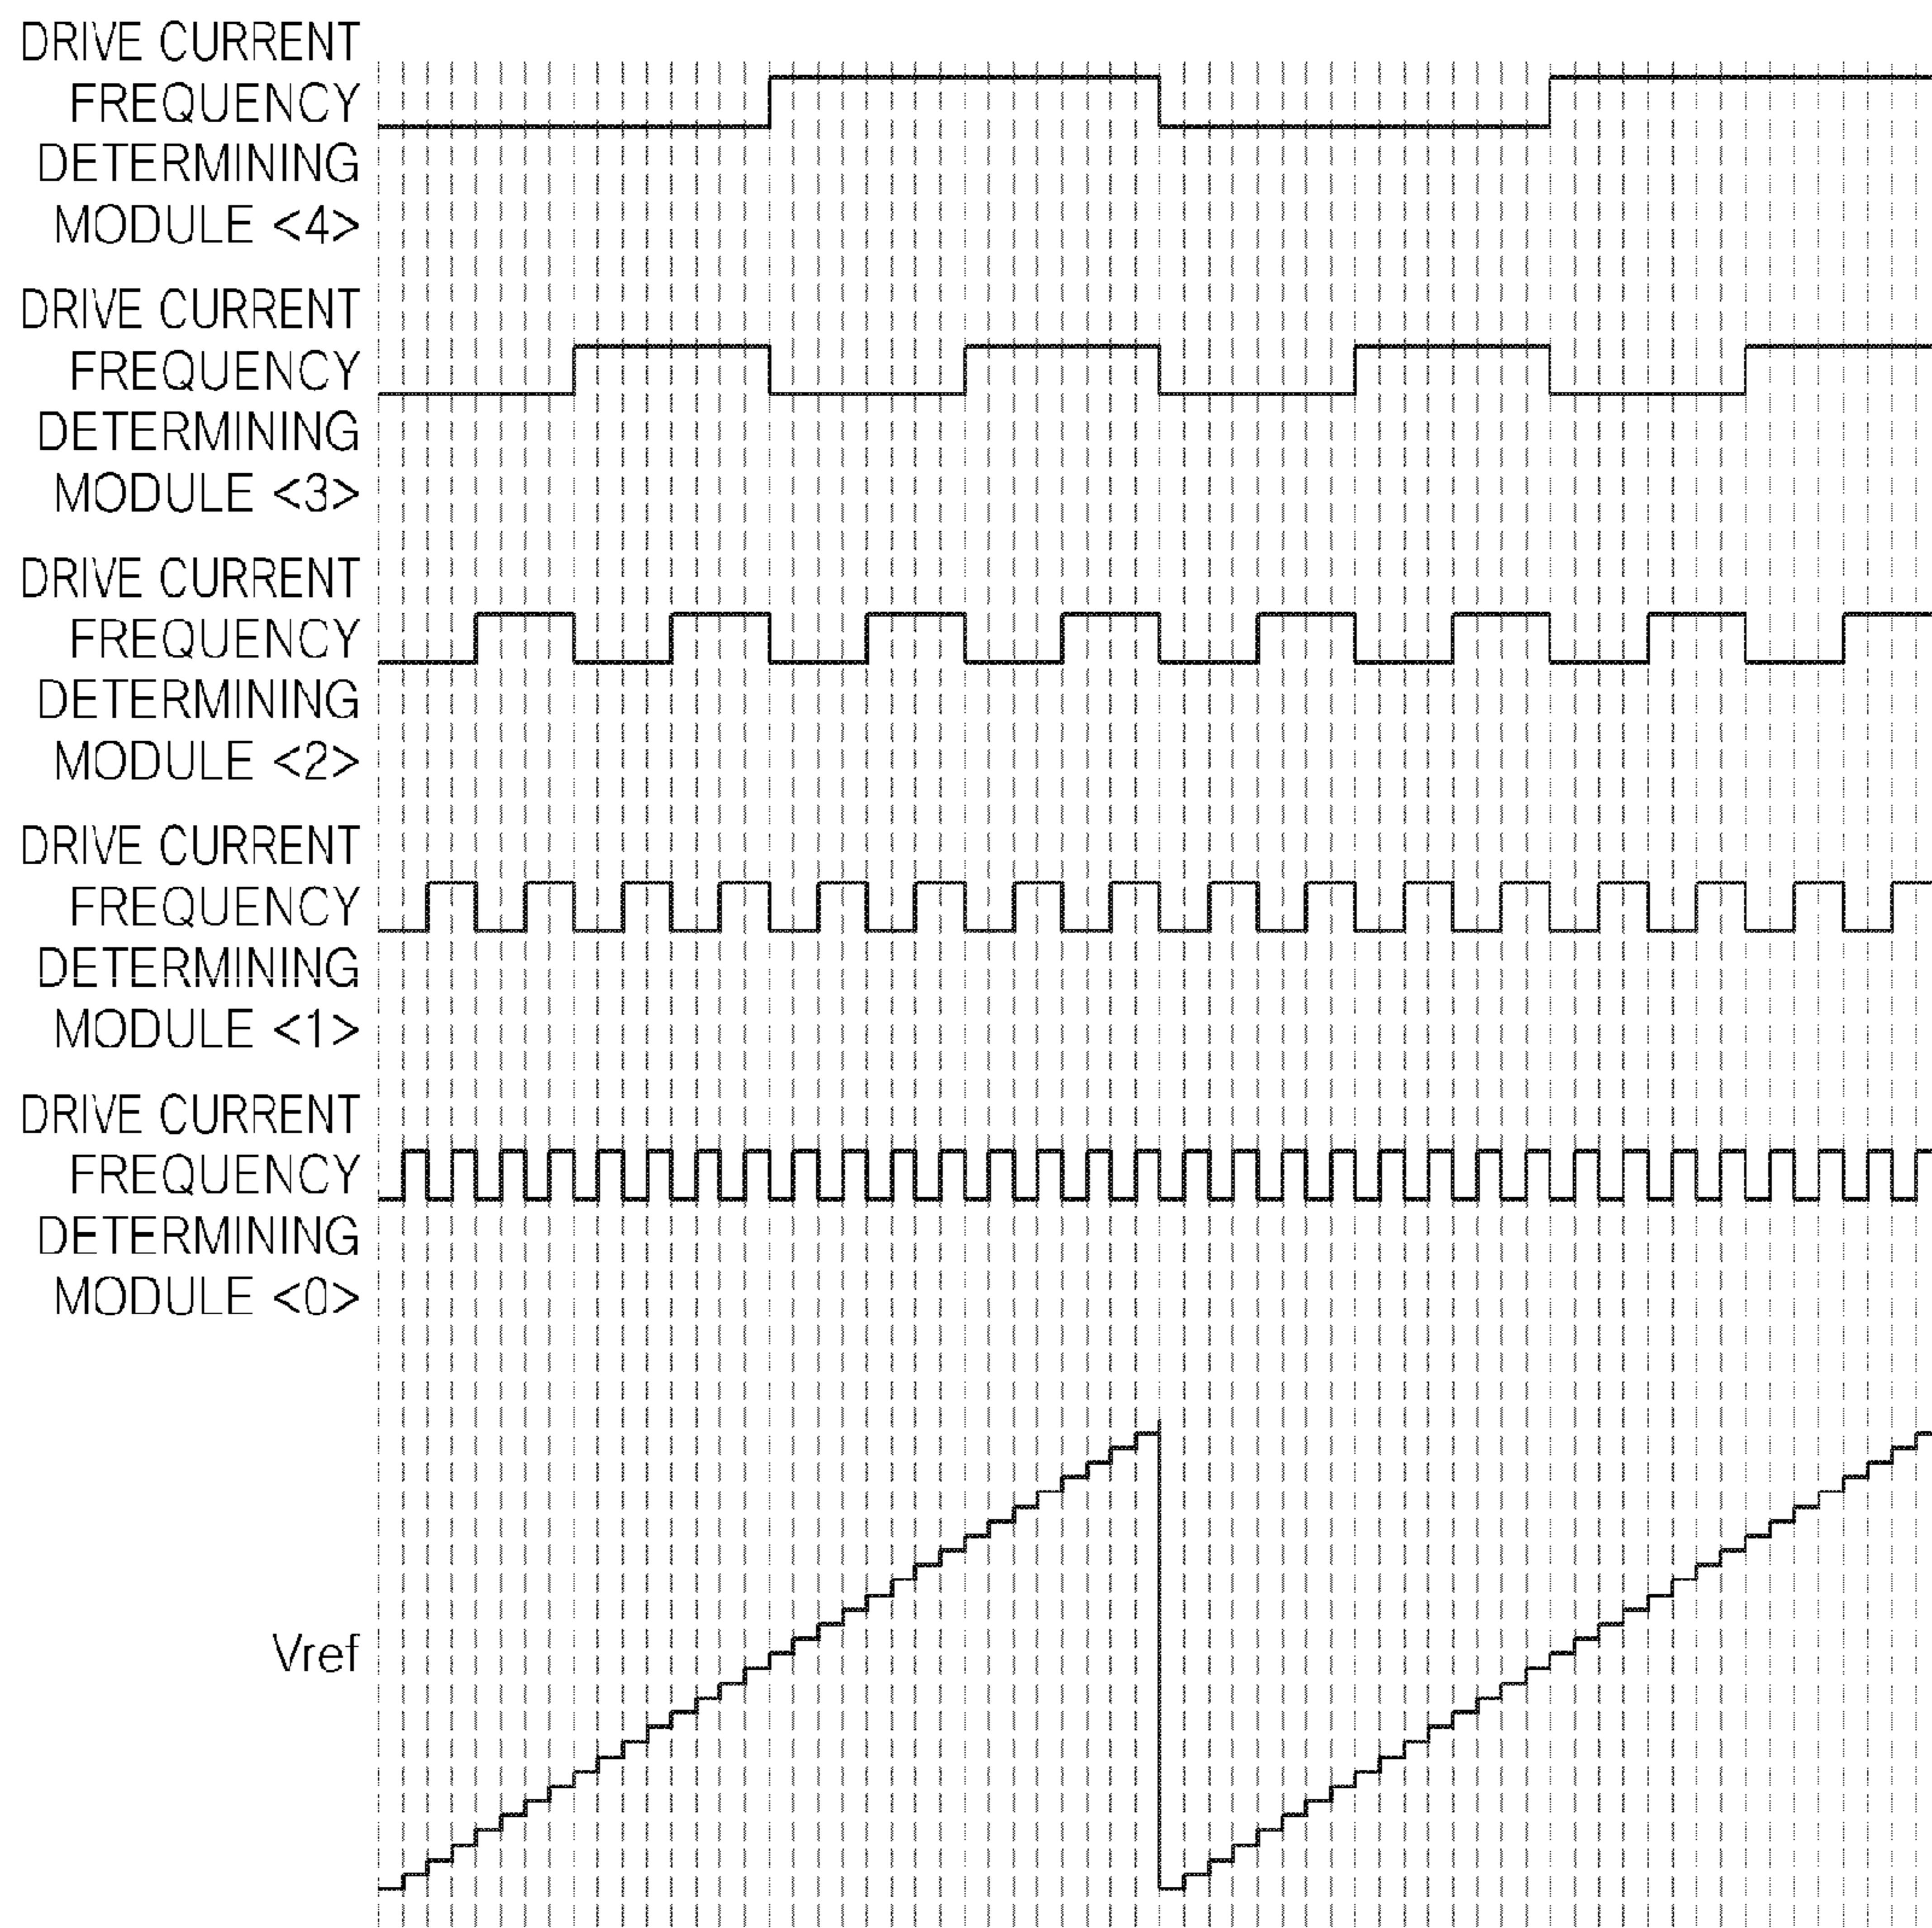 DRIVE CURRENT
FREQUENCY
DETERMINING
MODULE <4>
DRIVE CURRENT
FREQUENCY
DETERMINING
MODULE <3>
DRIVE CURRENT
FREQUENCY
DETERMINING
MODULE <2>
DRIVE CURRENT
FREQUENCY
DETERMINING
MODULE <1>
DRIVE CURRENT
FREQUENCY
DETERMINING
MODULE <0>
Vref